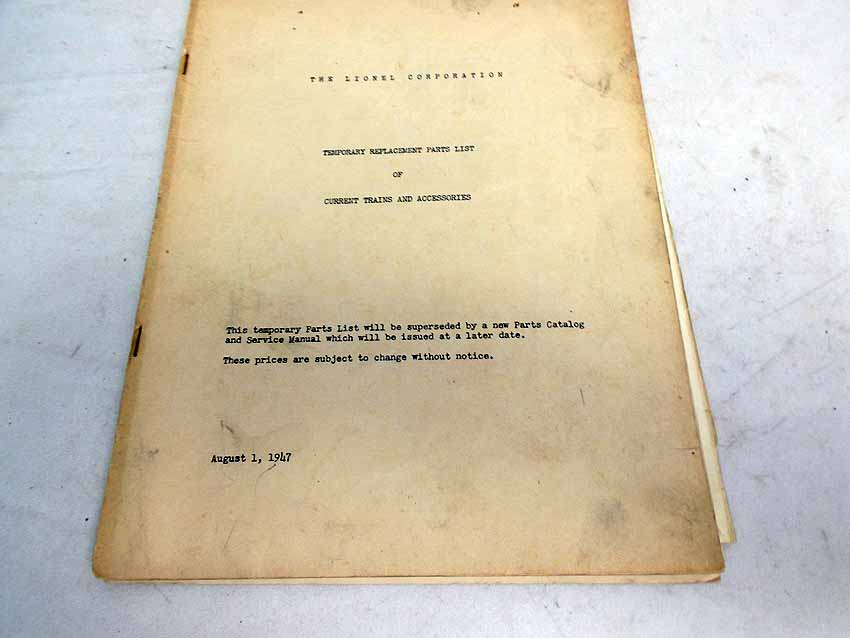 THE LIONEL CORPORATION
TEMPORARY REPLACEMENT PARTS LIST
OF
CURRENT TRAINS AND ACCESSORIES
This temporary Parts List will be superseded by a new Parts Catalog
and Service Manual which will be issued at a later date.
These prices are subject to change without notice.
August 1, 1947